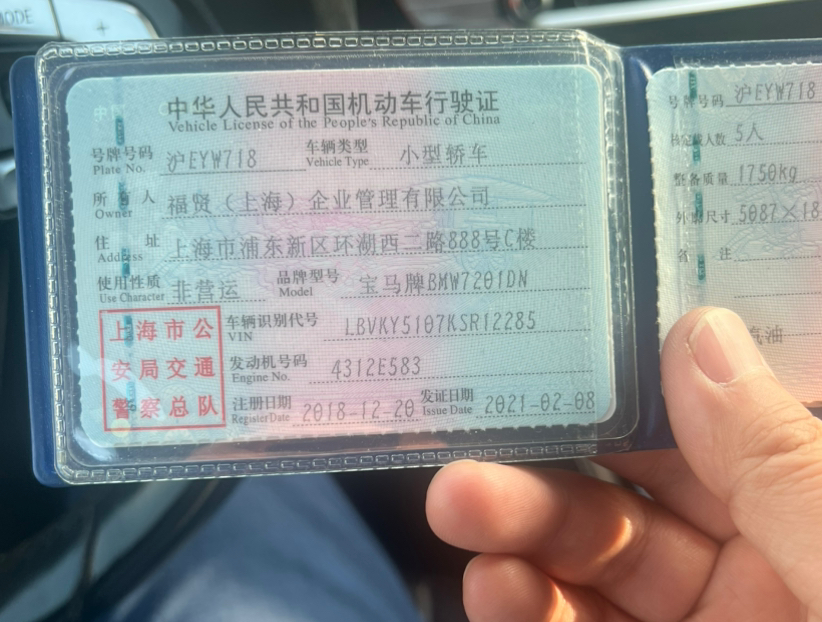 MODE
+
中华人民共和国机动车行驶证
Vehicle License of the People's Republic of China
号牌号码 沪EYW718 车辆类型 小型轿车
Plate No. Vehicle Type
所有人 福贤（上海）企业管理有限公司
Owner
住址 上海市浦东新区环湖西二路888号C楼
Address
使用性质 非营运 品牌型号 宝马牌BMW7201DN
Use Character Model
上海市公
安局交通
警察总队
车辆识别代号 LBVKY5107KSR12285
VIN
发动机号码 4312E583
Engine No.
注册日期 2018-12-20 发证日期 2021-02-08
Register Date Issue Date
号牌号码 沪EYW718
核定载人数 5人
整备质量 1750kg
外廓尺寸 5087×18
备注
汽油